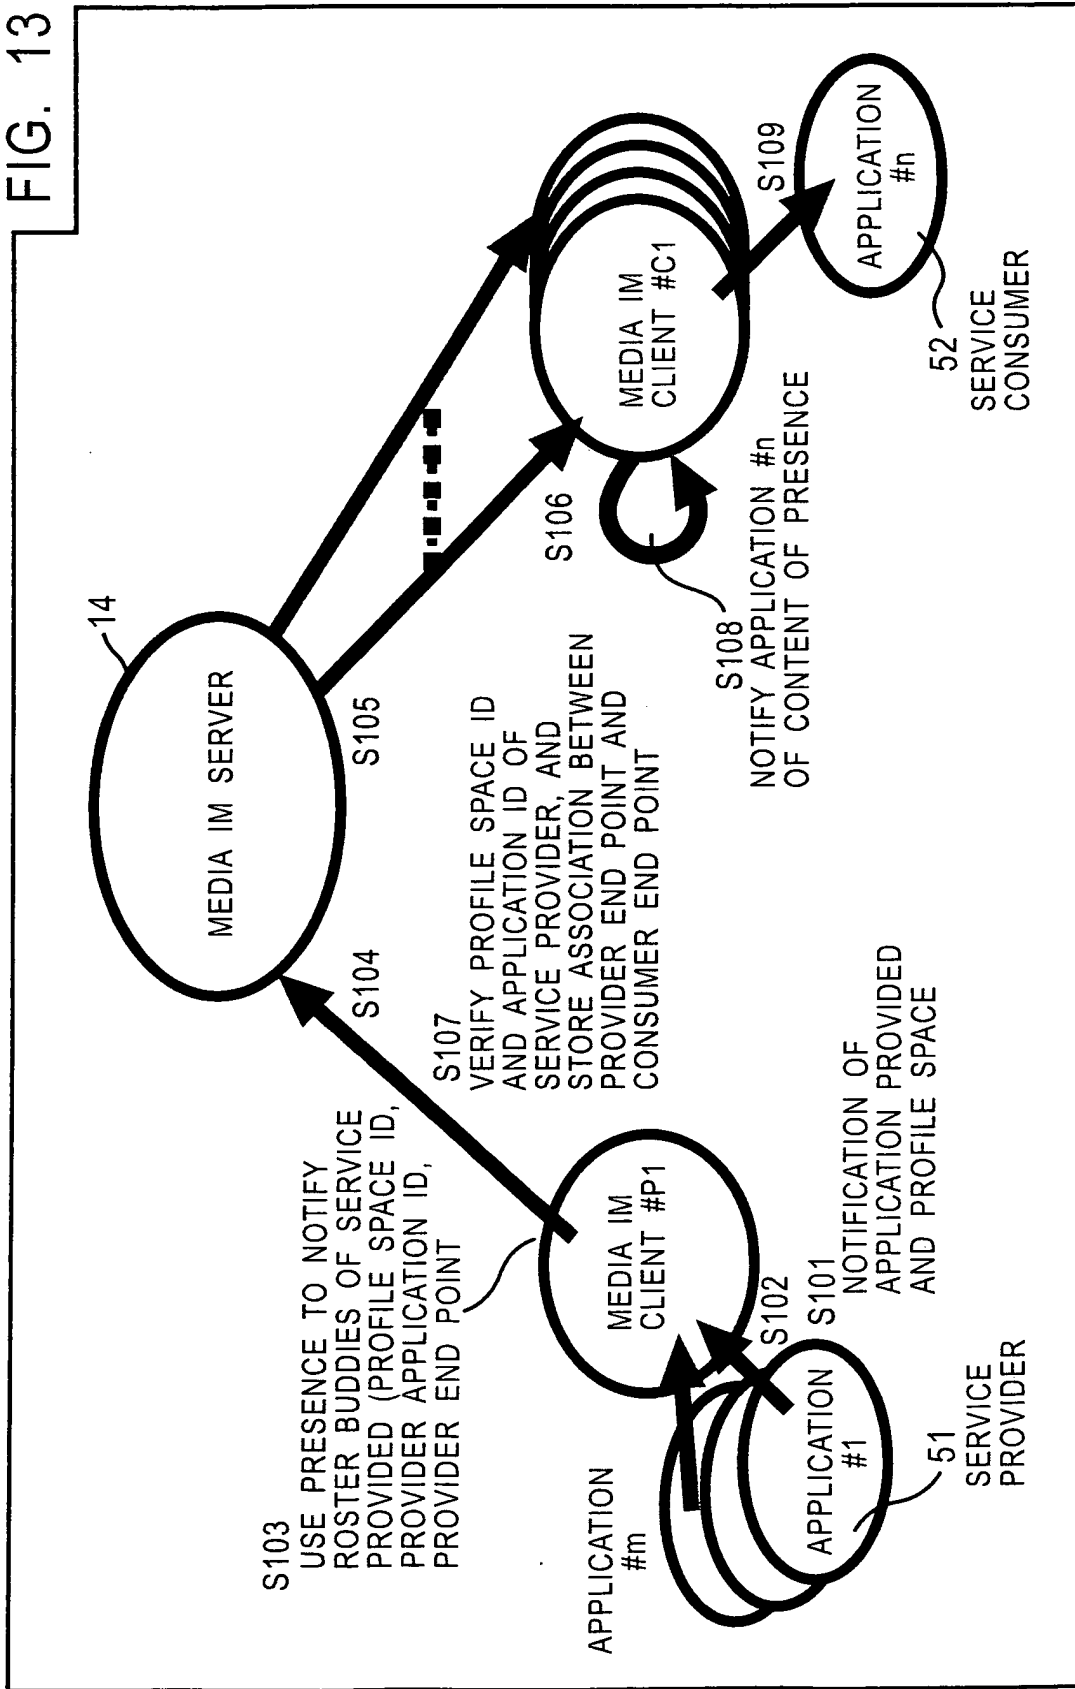 FIG. 13
14
MEDIA IM SERVER
S103
USE PRESENCE TO NOTIFY
ROSTER BUDDIES OF SERVICE
PROVIDED (PROFILE SPACE ID,
PROVIDER APPLICATION ID,
PROVIDER END POINT
S104
S105
S106
S107
VERIFY PROFILE SPACE ID
AND APPLICATION ID OF
SERVICE PROVIDER, AND
STORE ASSOCIATION BETWEEN
PROVIDER END POINT AND
CONSUMER END POINT
MEDIA IM
CLIENT #P1
MEDIA IM
CLIENT #C1
S108
NOTIFY APPLICATION #n
OF CONTENT OF PRESENCE
S109
APPLICATION
#n
52
SERVICE
CONSUMER
APPLICATION
#m
S102
S101
NOTIFICATION OF
APPLICATION PROVIDED
AND PROFILE SPACE
APPLICATION
#1
51
SERVICE
PROVIDER